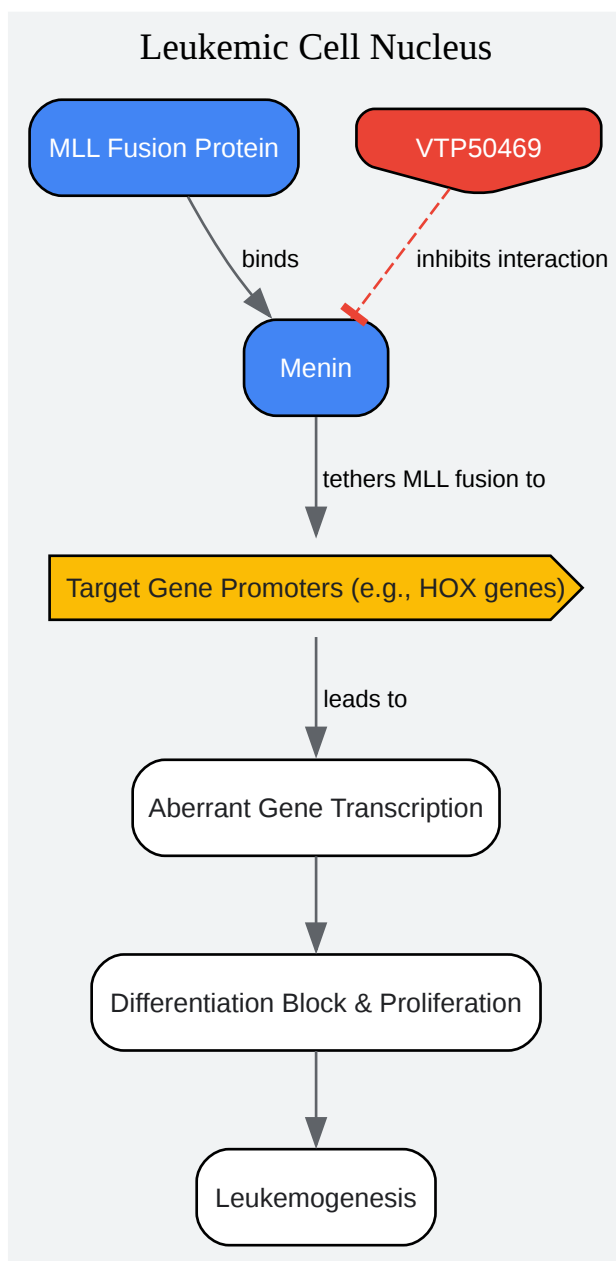 Leukemic Cell Nucleus
MLL Fusion Protein
VTP50469
binds
inhibits interaction
Menin
tethers MLL fusion to
Target Gene Promoters (e.g., HOX genes)
leads to
Aberrant Gene Transcription
Differentiation Block & Proliferation
Leukemogenesis